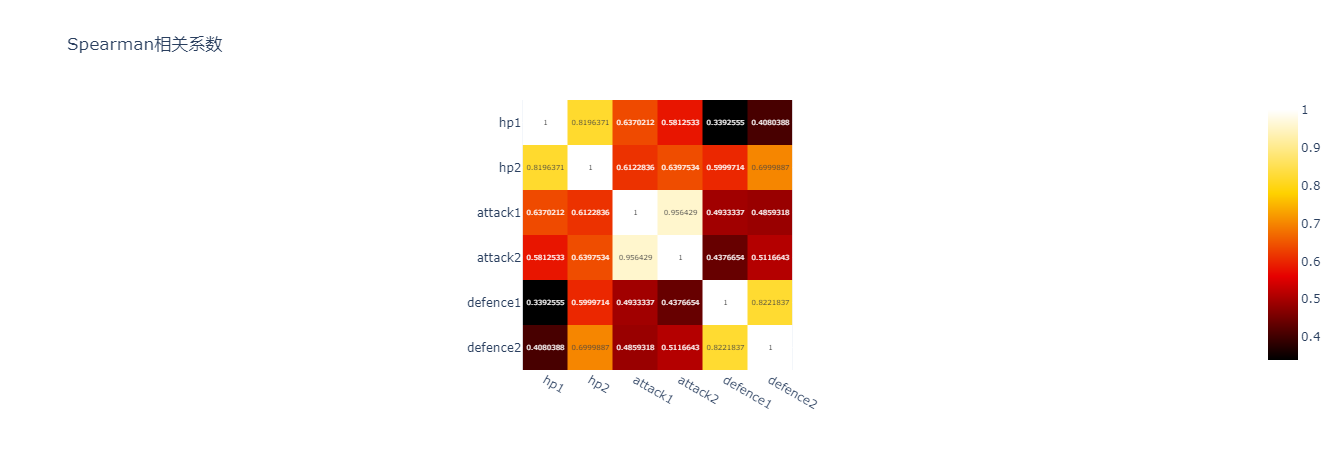 Spearman相关系数
hp1 1 0.8196371 0.6370212 0.5812533 0.3392555 0.4080388
hp2 0.8196371 1 0.6122836 0.6397534 0.5999714 0.6999887
attack1 0.6370212 0.6122836 1 0.956429 0.4933337 0.4859318
attack2 0.5812533 0.6397534 0.956429 1 0.4376654 0.5116643
defence1 0.3392555 0.5999714 0.4933337 0.4376654 1 0.8221837
defence2 0.4080388 0.6999887 0.4859318 0.5116643 0.8221837 1
hp1 hp2 attack1 attack2 defence1 defence2
1
0.9
0.8
0.7
0.6
0.5
0.4